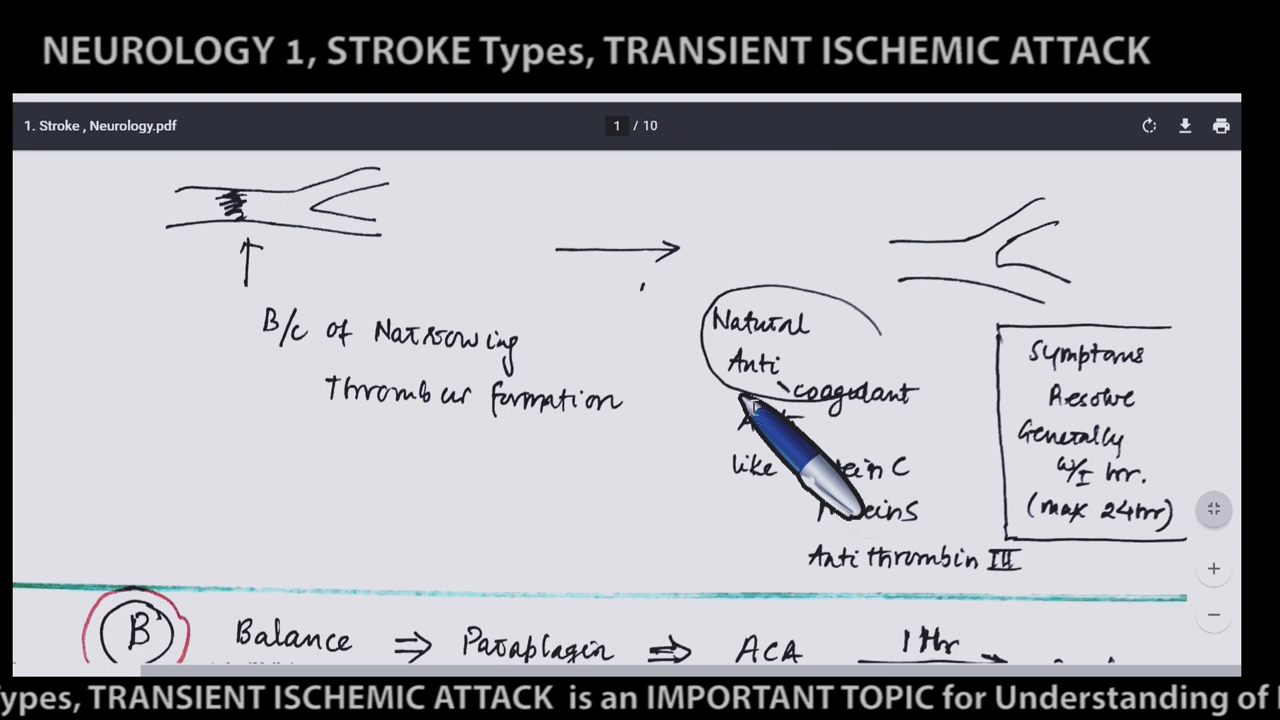 NEUROLOGY 1, STROKE Types, TRANSIENT ISCHEMIC ATTACK
1. Stroke , Neurology.pdf
1 / 10
B/c of Narrowing
Thrombus formation
Natural
Anti
coagulant
like
C
Anti thrombin III
Symptoms
Resolve
Generally
w/I hr.
(max 24hr)
B Balance ⇒ Paraplagin ⇒ ACA 1 Hr
Types, TRANSIENT ISCHEMIC ATTACK is an IMPORTANT TOPIC for Understanding of